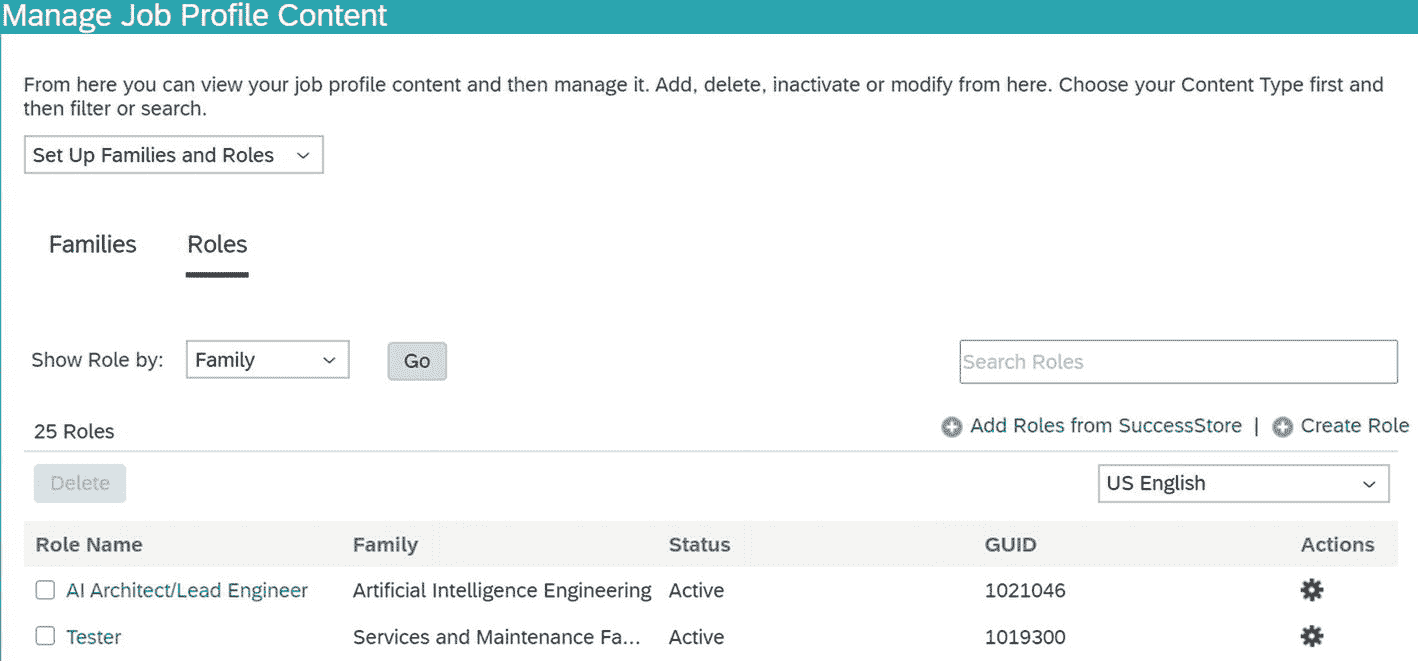 Manage Job Profile Content
From here you can view your job profile content and then manage it. Add, delete, inactivate or modify from here. Choose your Content Type first and
then filter or search.
Set Up Families and Roles
Families Roles
Show Role by: Family Go Search Roles
25 Roles Add Roles from SuccessStore | Create Role
Delete US English
Role Name Family Status GUID Actions
AI Architect/Lead Engineer Artificial Intelligence Engineering Active 1021046
Tester Services and Maintenance Fa... Active 1019300